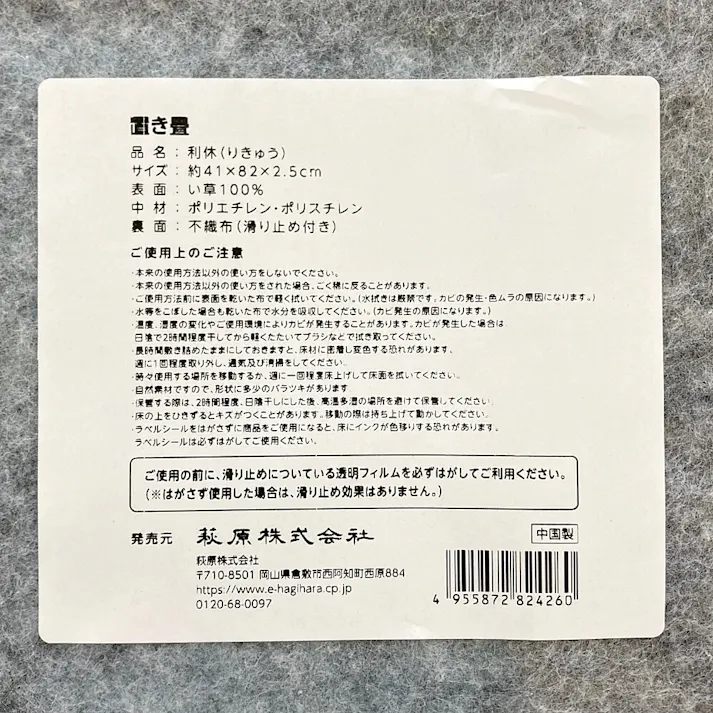 置き畳
品 名 : 利休(りきゅう)
サイズ : 約41×82×2.5cm
表 面 : い草100%
中 材 : ポリエチレン・ポリスチレン
裏 面 : 不織布(滑り止め付き)
ご使用上のご注意
・本来の使用方法以外の使い方をしないでください。
・本来の使用方法以外の使い方をされた場合、ごく稀に反ることがあります。
・ご使用方法前に表面を乾いた布で軽く拭いてください。(水拭きは厳禁です。カビの発生・色ムラの原因になります。)
・水等をこぼした場合も乾いた布で水分を吸収してください。(カビ発生の原因になります。)
・温度、湿度の変化やご使用環境によりカビが発生することがあります。カビが発生した場合は、
日陰で2時間程度干してから軽くたたいてブラシなどで拭き取ってください。
・長時間敷き詰めたままにしておきますと、床材に密着し変色する恐れがあります。
週に1回程度取り外し、通気及び清掃をしてください。
・時々使用する場所を移動するか、週に一回程度床上げして床面を拭いてください。
・自然素材ですので、形状に多少のバラツキがあります。
・保管する際は、2時間程度、日陰干しにした後、高温多湿の場所を避けて保管してください。
・床の上をひきずるとキズがつくことがあります。移動の際は持ち上げて動かしてください。
・ラベルシールをはがさずに商品をご使用になると、床にインクが色移りする恐れがあります。
ラベルシールは必ずはがしてご使用ください。
ご使用の前に、滑り止めについている透明フィルムを必ずはがしてご利用ください。
(※はがさず使用した場合は、滑り止め効果はありません。)
発売元 萩原株式会社 中国製
萩原株式会社
〒710-8501 岡山県倉敷市西阿知町西原884
https://www.e-hagihara.cp.jp
0120-68-0097
4 955872 824260